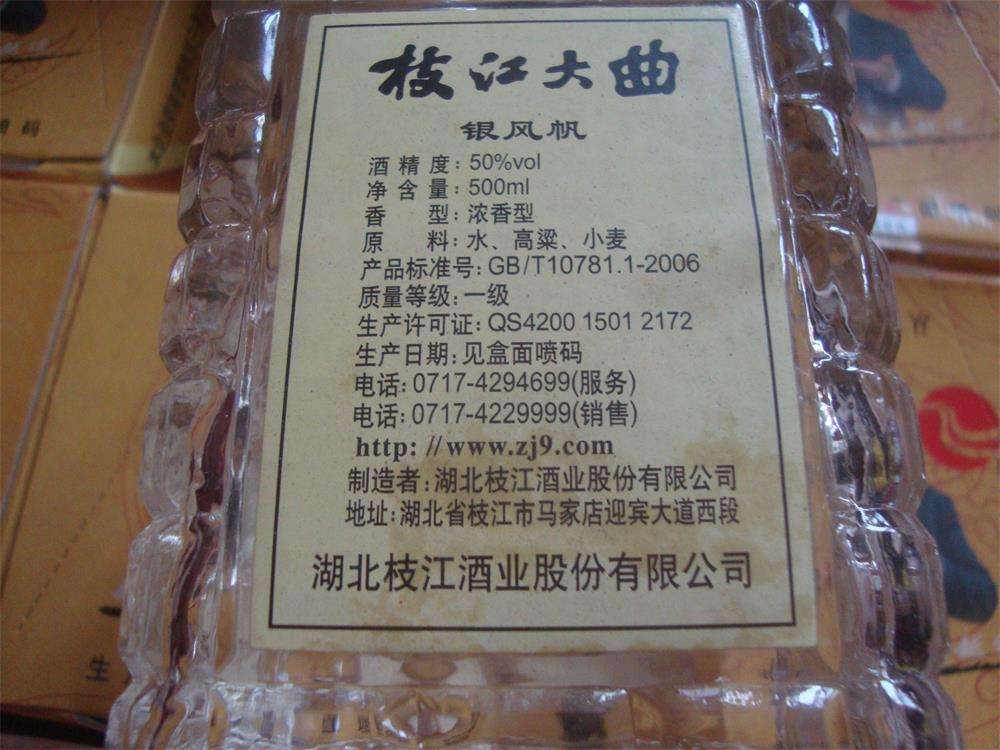 枝江大曲
银风帆
酒精度：50%vol
净含量：500ml
香型：浓香型
原料：水、高粱、小麦
产品标准号：GB/T10781.1-2006
质量等级：一级
生产许可证：QS4200 1501 2172
生产日期：见盒面喷码
电话：0717-4294699(服务)
电话：0717-4229999(销售)
http: //www.zj9.com
制造者：湖北枝江酒业股份有限公司
地址：湖北省枝江市马家店迎宾大道西段
湖北枝江酒业股份有限公司
喷码
生